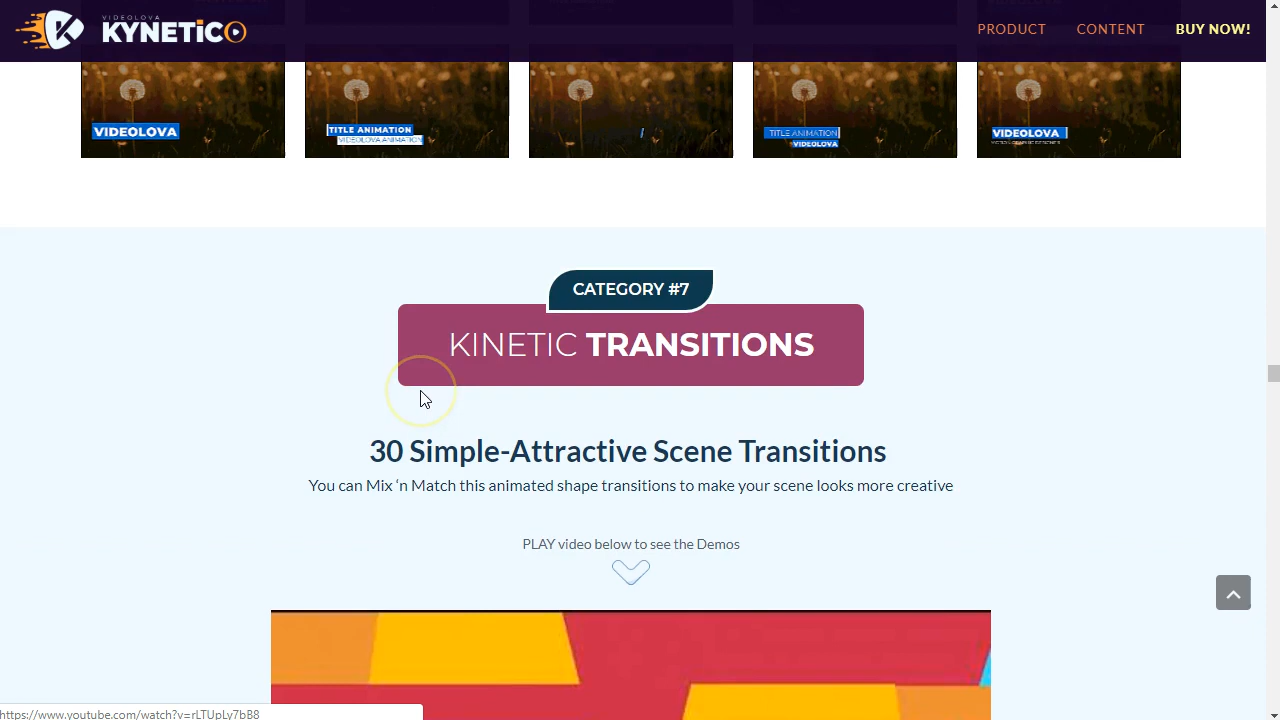 VIDEOLOVA
KYNETICO
PRODUCT
CONTENT
BUY NOW!
VIDEOLOVA
TITLE ANIMATION
VIDEOLOVA ANIMATION
TITLE ANIMATION
VIDEOLOVA
VIDEOLOVA
CATEGORY #7
KINETIC TRANSITIONS
30 Simple-Attractive Scene Transitions
You can Mix ‘n Match this animated shape transitions to make your scene looks more creative
PLAY video below to see the Demos
https://www.youtube.com/watch?v=rLTUpLy7bB8